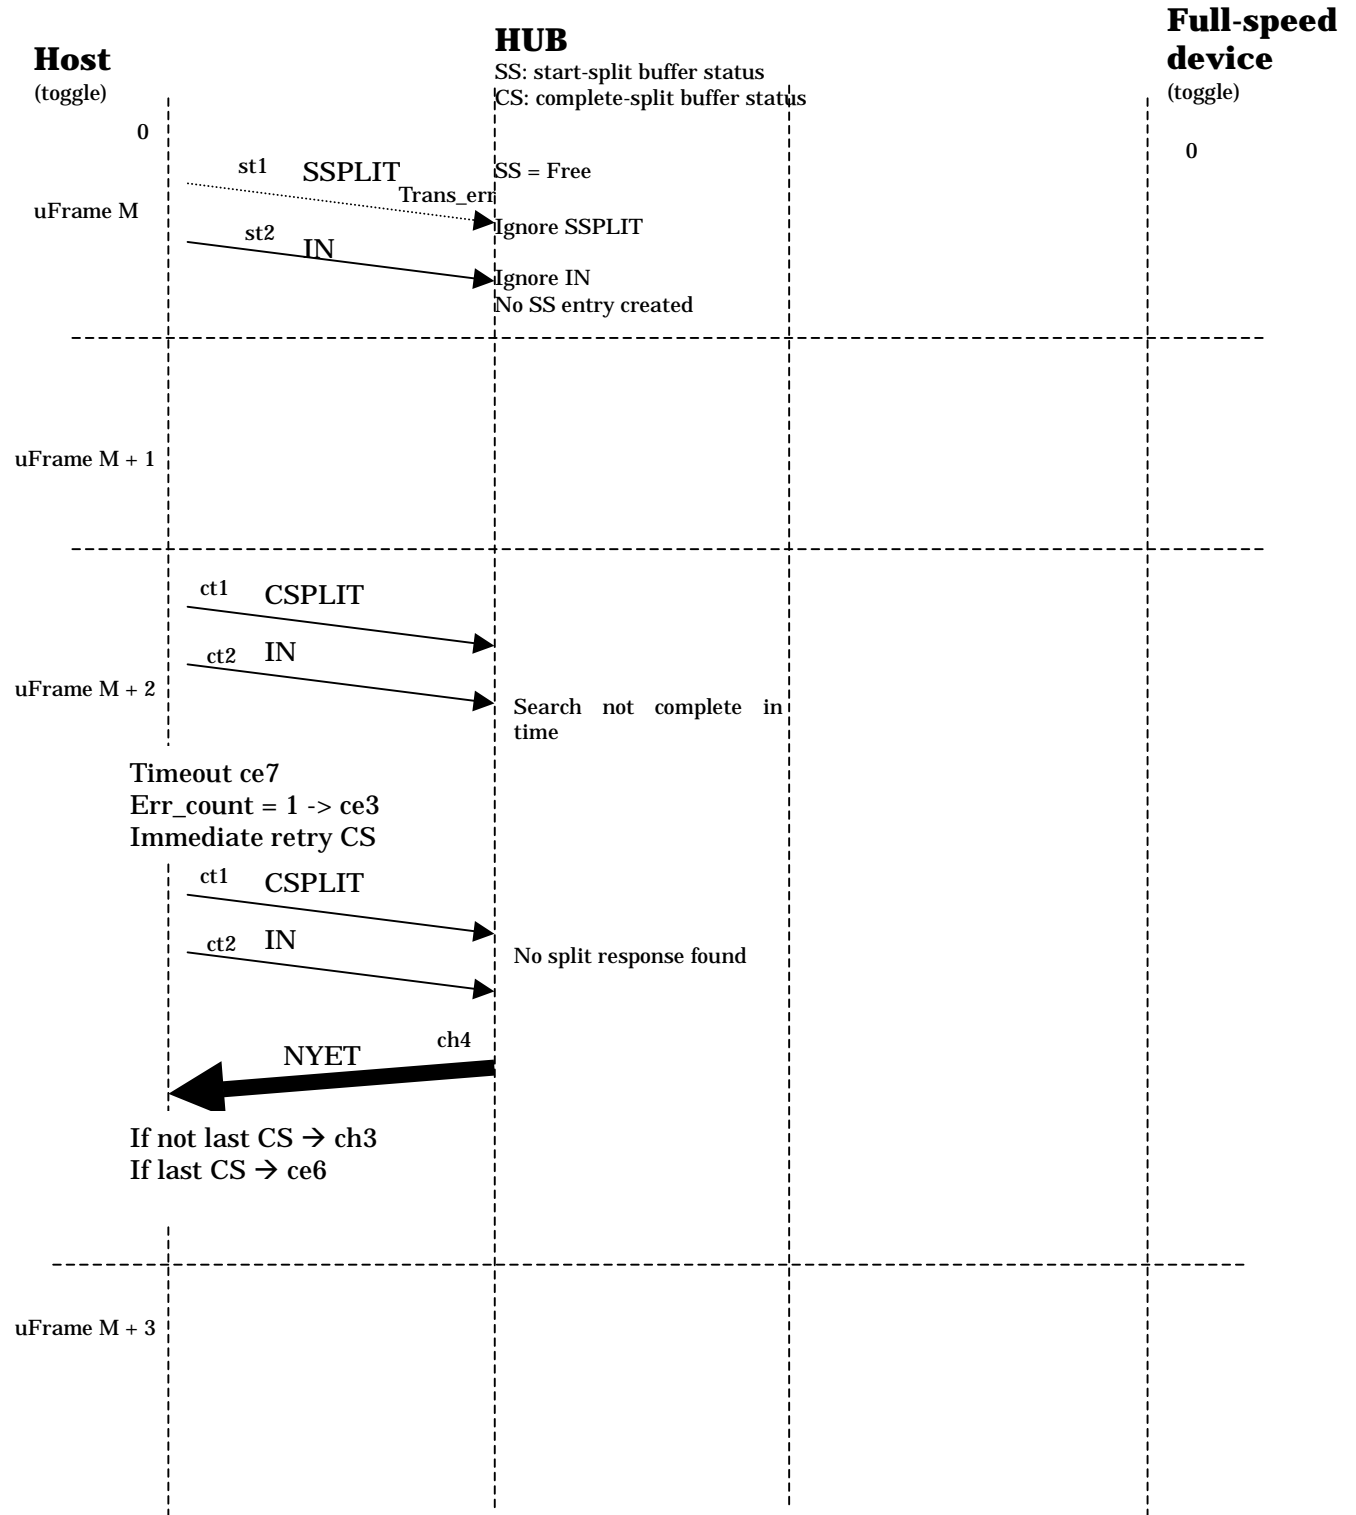 Host
(toggle)
HUB
SS: start-split buffer status
CS: complete-split buffer status
Full-speed
device
(toggle)
0
0
st1
SSPLIT
Trans_err
SS = Free
uFrame M
Ignore SSPLIT
st2
IN
Ignore IN
No SS entry created
uFrame M + 1
ct1
CSPLIT
ct2
IN
uFrame M + 2
Search not complete in
time
Timeout ce7
Err_count = 1 -> ce3
Immediate retry CS
ct1
CSPLIT
ct2
IN
No split response found
NYET
ch4
If not last CS → ch3
If last CS → ce6
uFrame M + 3